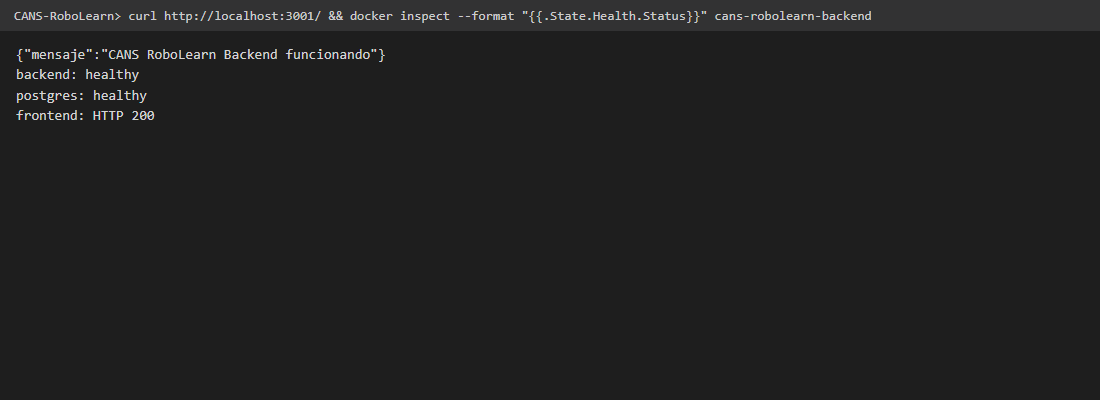 CANS-RoboLearn> curl http://localhost:3001/ && docker inspect --format "{{.State.Health.Status}}" cans-robolearn-backend
{"mensaje":"CANS RoboLearn Backend funcionando"}
backend: healthy
postgres: healthy
frontend: HTTP 200